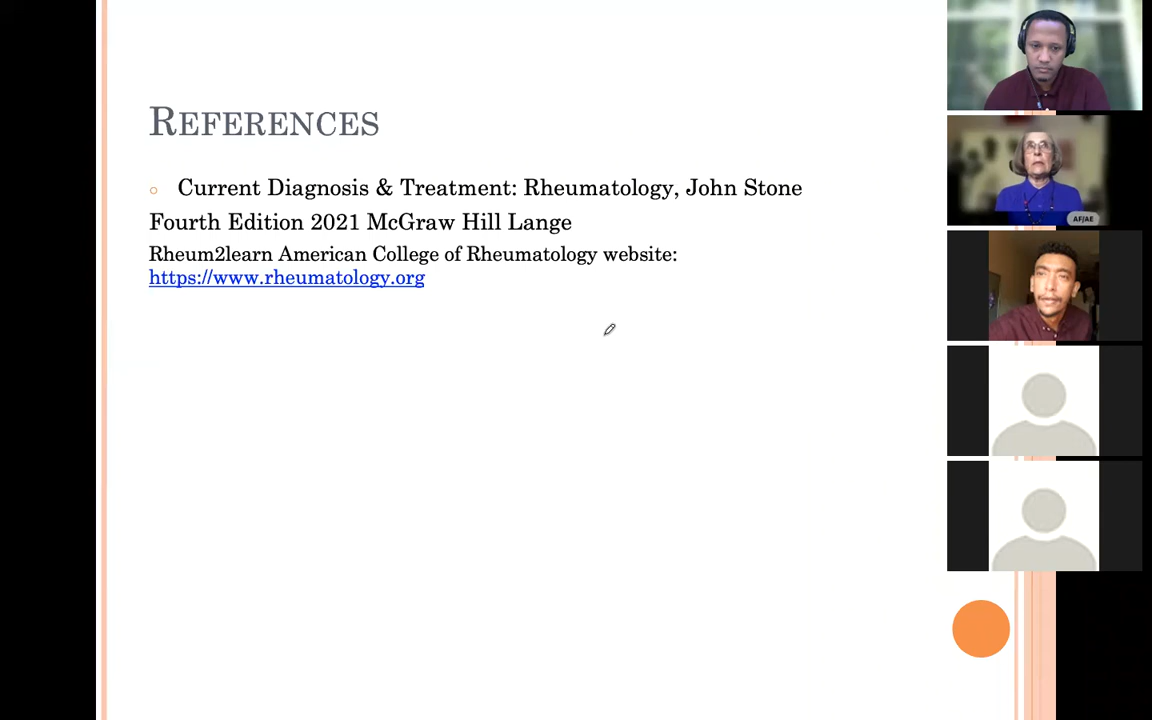 REFERENCES
Current Diagnosis & Treatment: Rheumatology, John Stone
Fourth Edition 2021 McGraw Hill Lange
Rheum2learn American College of Rheumatology website:
https://www.rheumatology.org
AFJAE